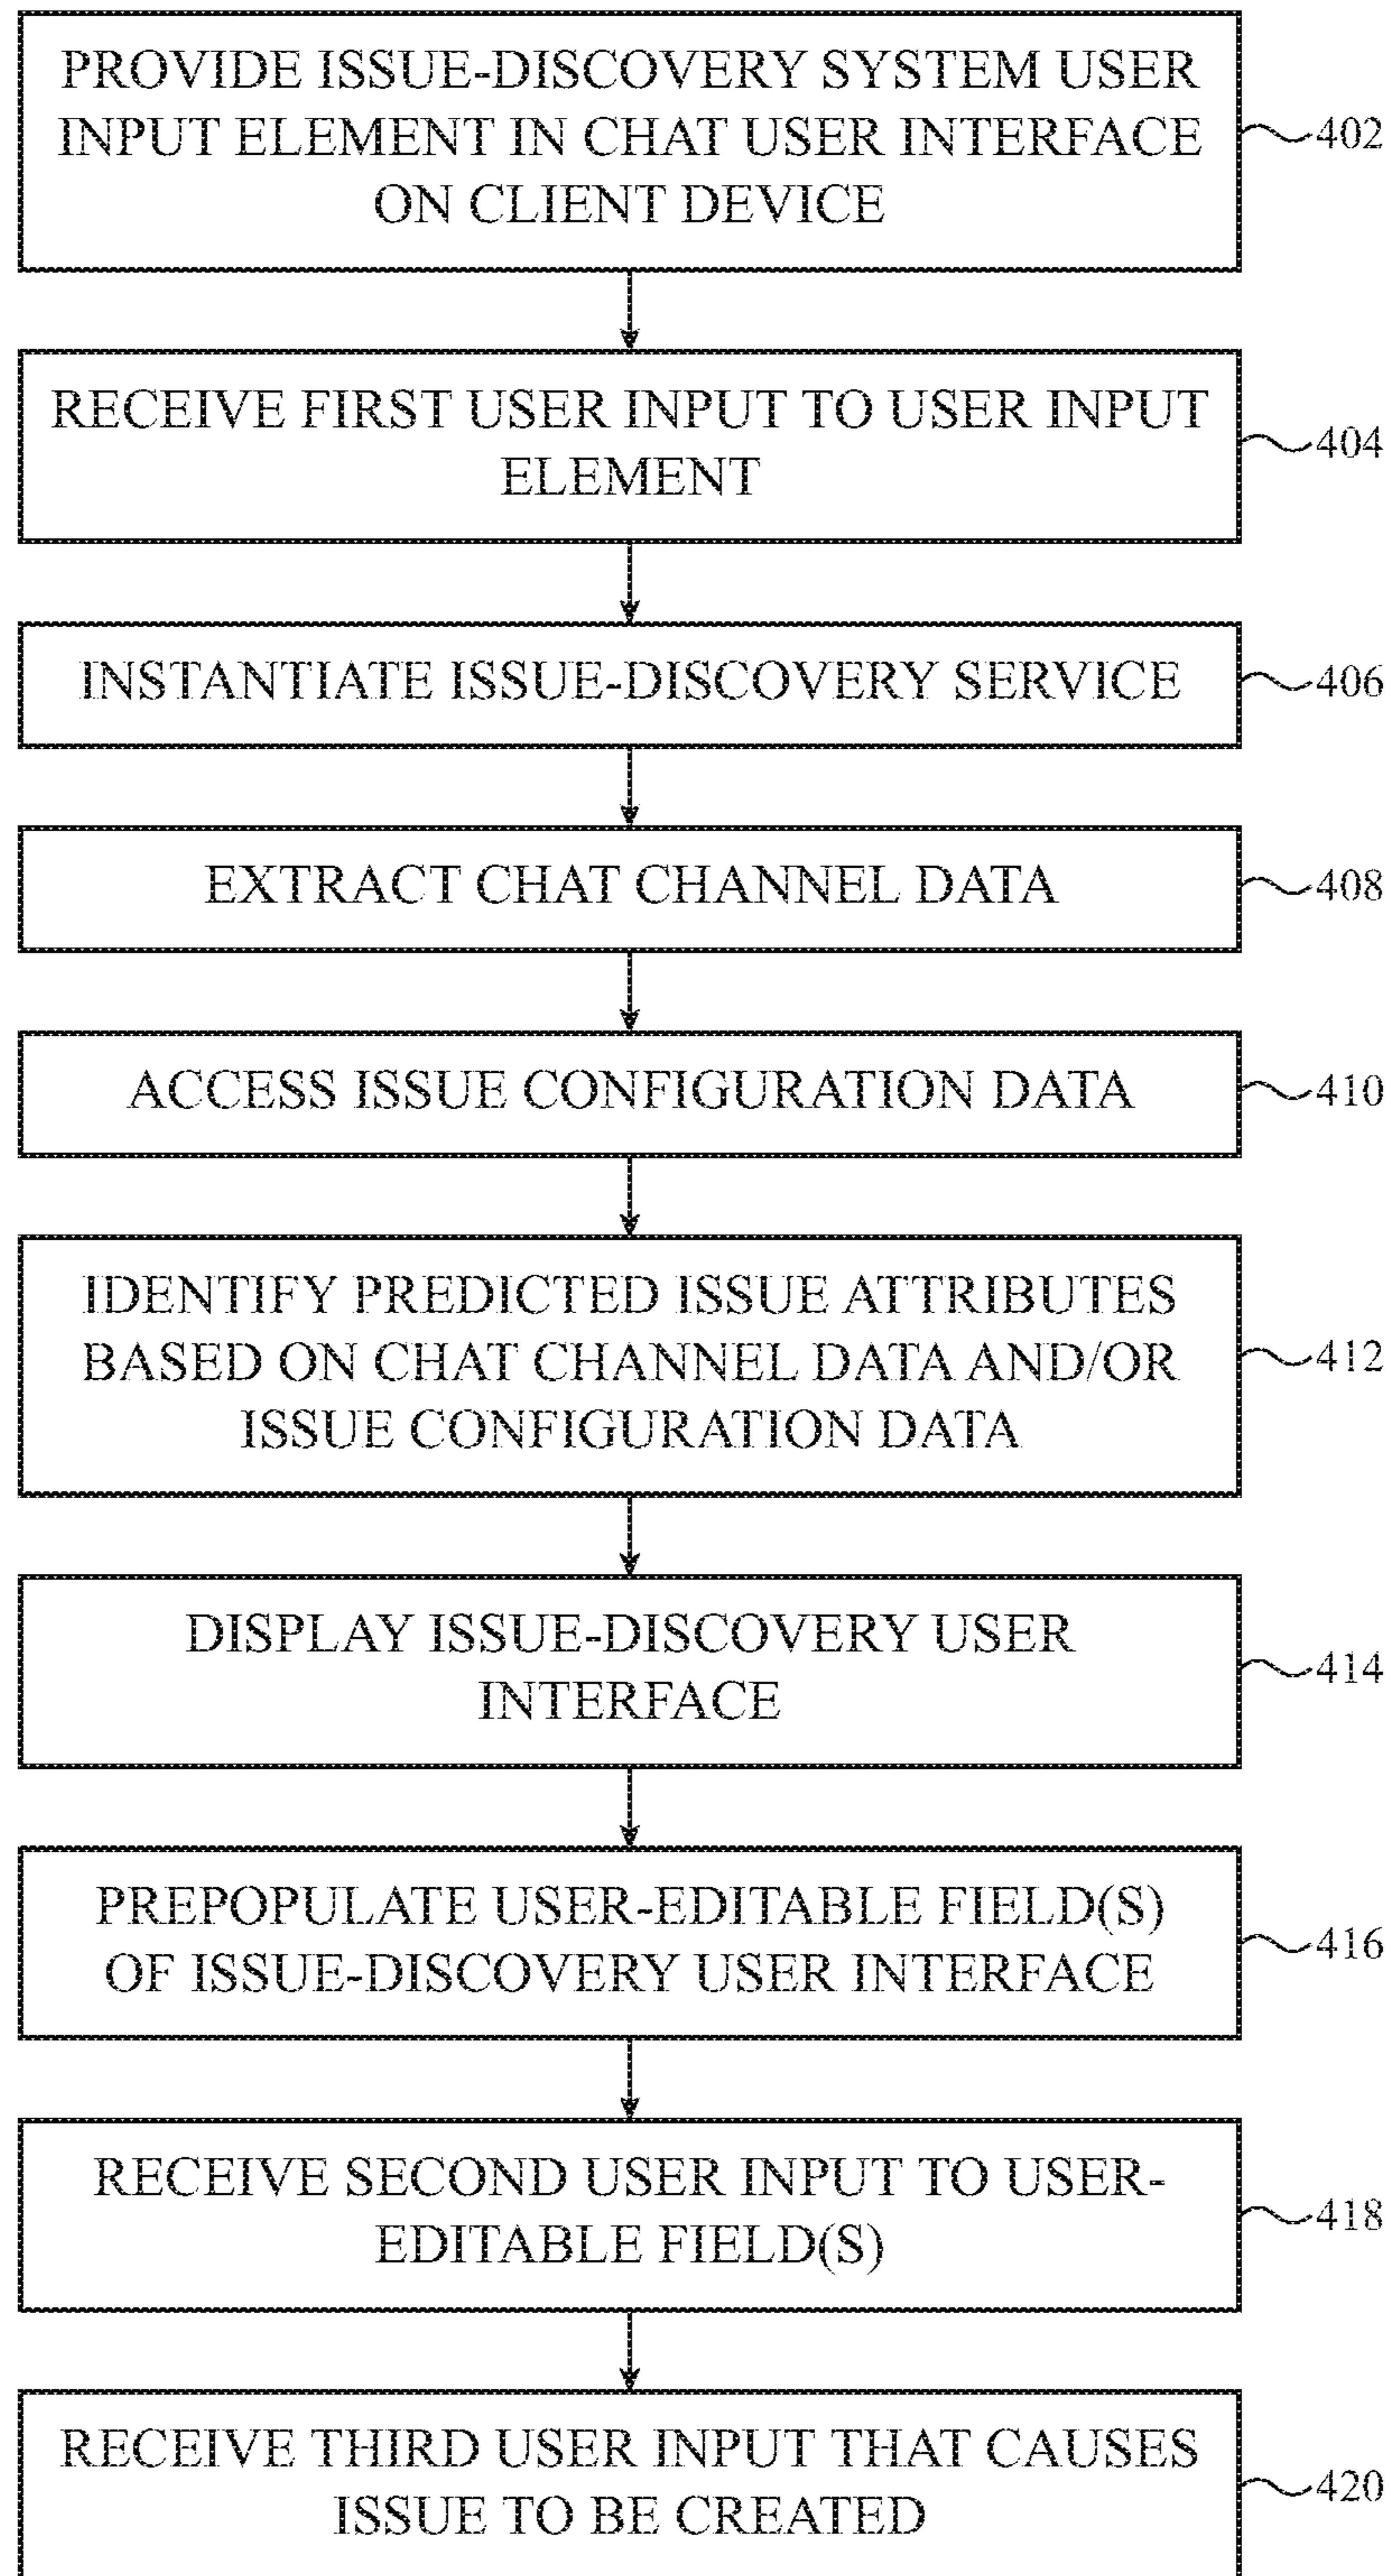 PROVIDE ISSUE-DISCOVERY SYSTEM USER
INPUT ELEMENT IN CHAT USER INTERFACE
ON CLIENT DEVICE
402
RECEIVE FIRST USER INPUT TO USER INPUT
ELEMENT
404
INSTANTIATE ISSUE-DISCOVERY SERVICE
406
EXTRACT CHAT CHANNEL DATA
408
ACCESS ISSUE CONFIGURATION DATA
410
IDENTIFY PREDICTED ISSUE ATTRIBUTES
BASED ON CHAT CHANNEL DATA AND/OR
ISSUE CONFIGURATION DATA
412
DISPLAY ISSUE-DISCOVERY USER
INTERFACE
414
PREPOPULATE USER-EDITABLE FIELD(S)
OF ISSUE-DISCOVERY USER INTERFACE
416
RECEIVE SECOND USER INPUT TO USER-
EDITABLE FIELD(S)
418
RECEIVE THIRD USER INPUT THAT CAUSES
ISSUE TO BE CREATED
420